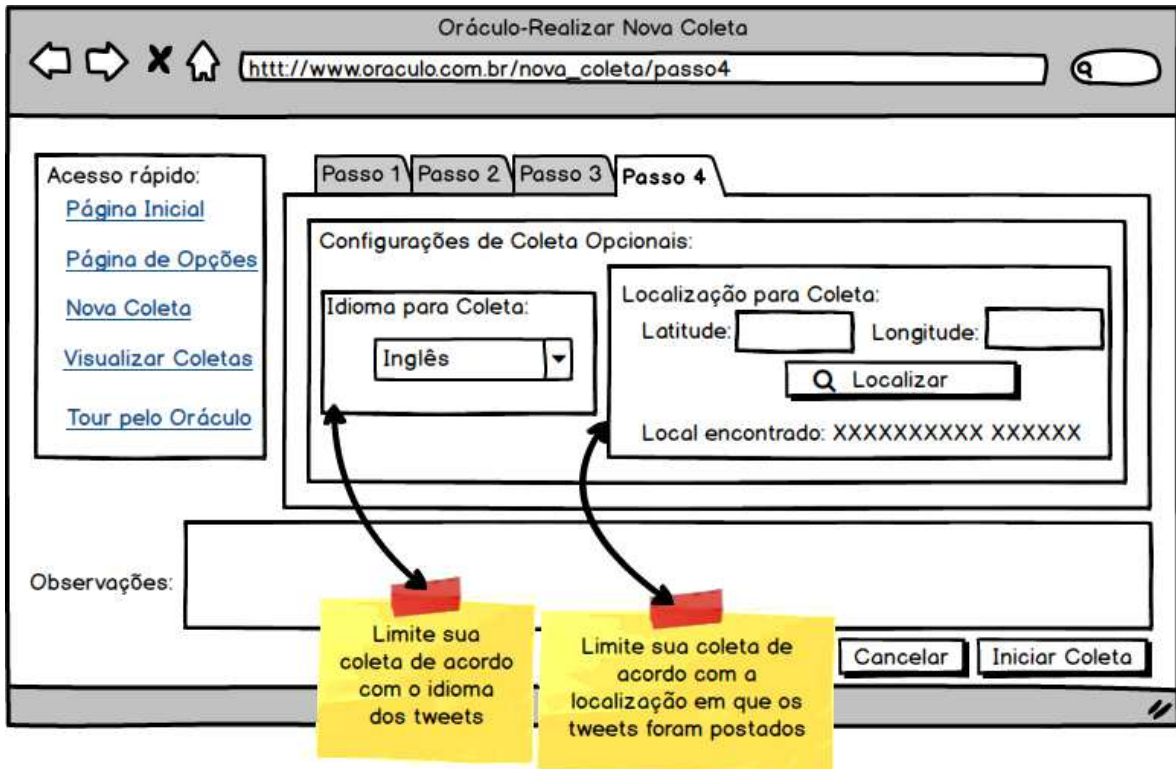 Oráculo-Realizar Nova Coleta
httt://www.oraculo.com.br/nova_coleta/passo4
Acesso rápido:
Página Inicial
Página de Opções
Nova Coleta
Visualizar Coletas
Tour pelo Oráculo
Passo 1 Passo 2 Passo 3 Passo 4
Configurações de Coleta Opcionais:
Idioma para Coleta:
Inglês
Localização para Coleta:
Latitude: Longitude:
Localizar
Local encontrado: XXXXXXXXXX XXXXXX
Observações:
Limite sua
coleta de acordo
com o idioma
dos tweets
Limite sua coleta de
acordo com a
localização em que os
tweets foram postados
Cancelar Iniciar Coleta